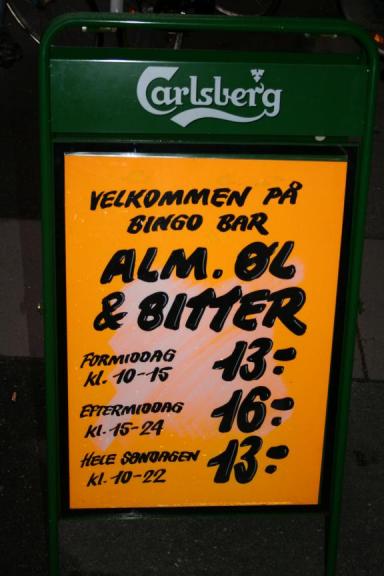 Carlsberg
VELKOMMEN PÅ
BINGO BAR
ALM. ØL
& BITTER
FORMIDDAG 13:-
Kl. 10-15
EFTERMIDDAG 16:-
Kl. 15-24
HELE SØNDAGEN 13:-
Kl. 10-22